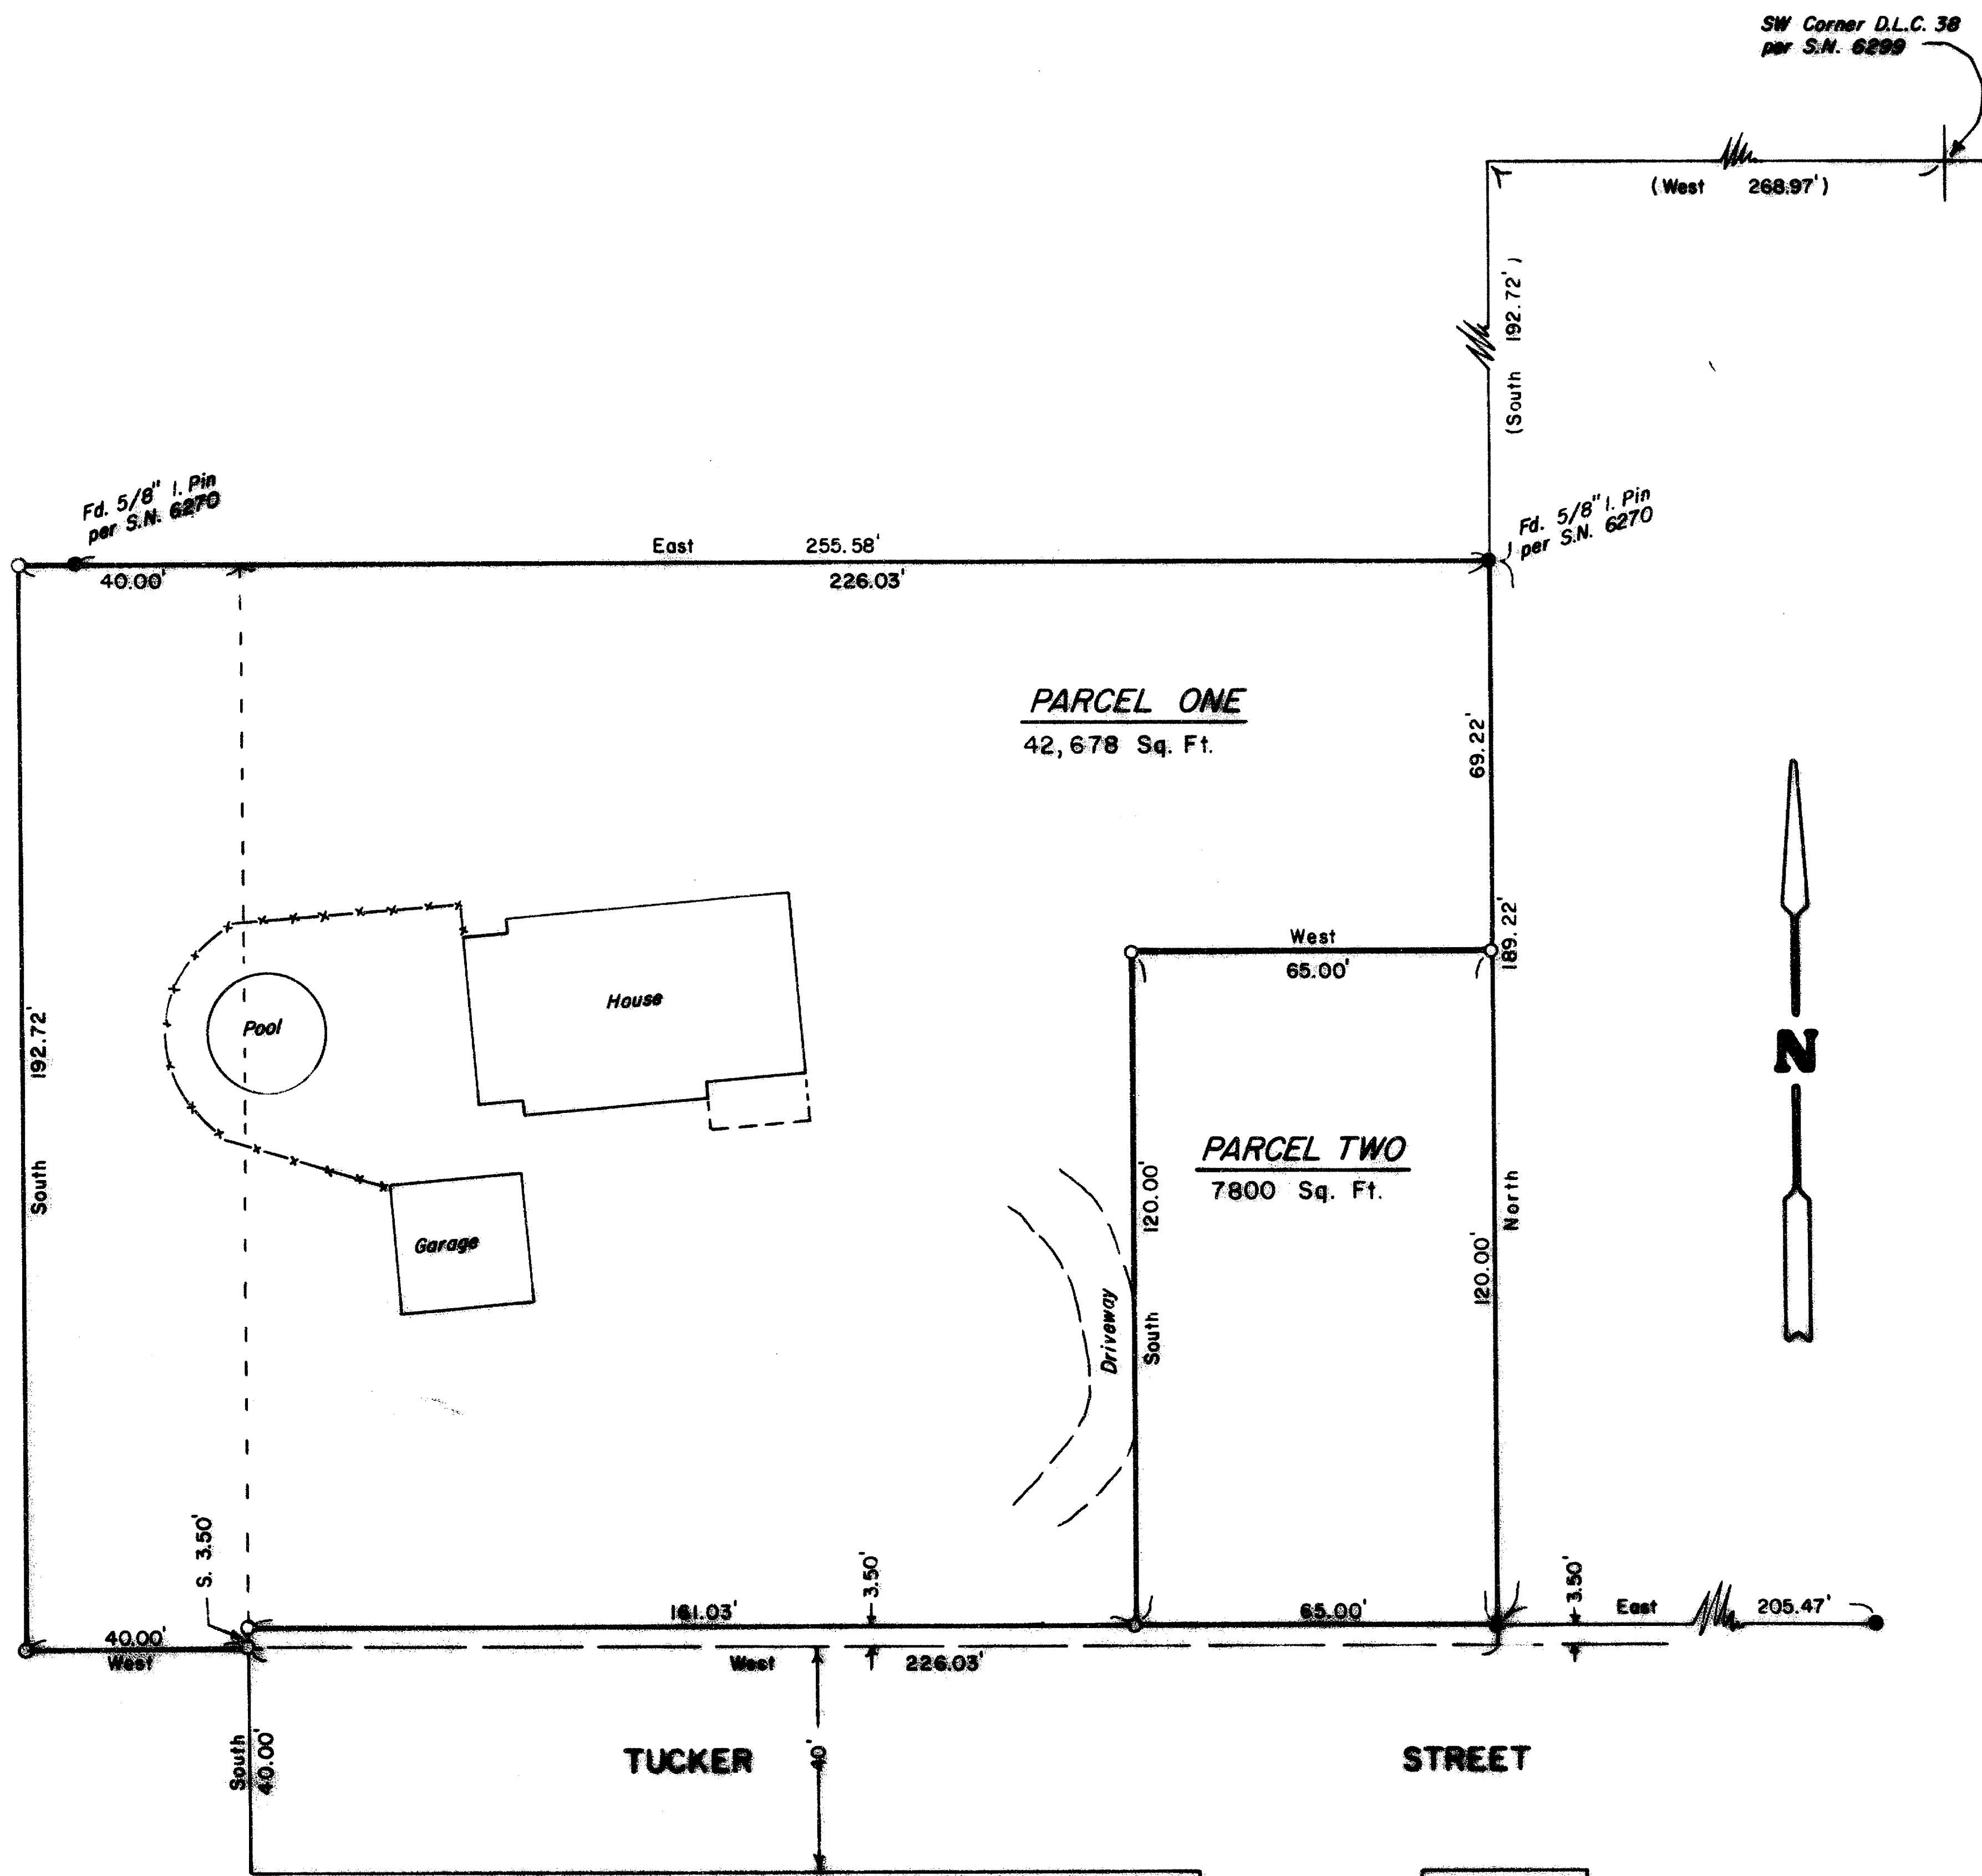 SW Corner D.L.C. 38
per S.N. 6299
(West 268.97')
(South 192.72')
Fd. 5/8" I. Pin
per S.N. 6270
Fd. 5/8" I. Pin
per S.N. 6270
East 255.58'
40.00'
226.03'
PARCEL ONE
42,678 Sq. Ft.
69.22'
189.22'
North
West
65.00'
House
Pool
N
192.72'
South
PARCEL TWO
7800 Sq. Ft.
120.00'
South
120.00'
Garage
Driveway
S. 3.50'
3.50'
3.50'
161.03'
65.00'
East 205.47'
40.00'
West
West 226.03'
South
40.00'
TUCKER
40'
STREET